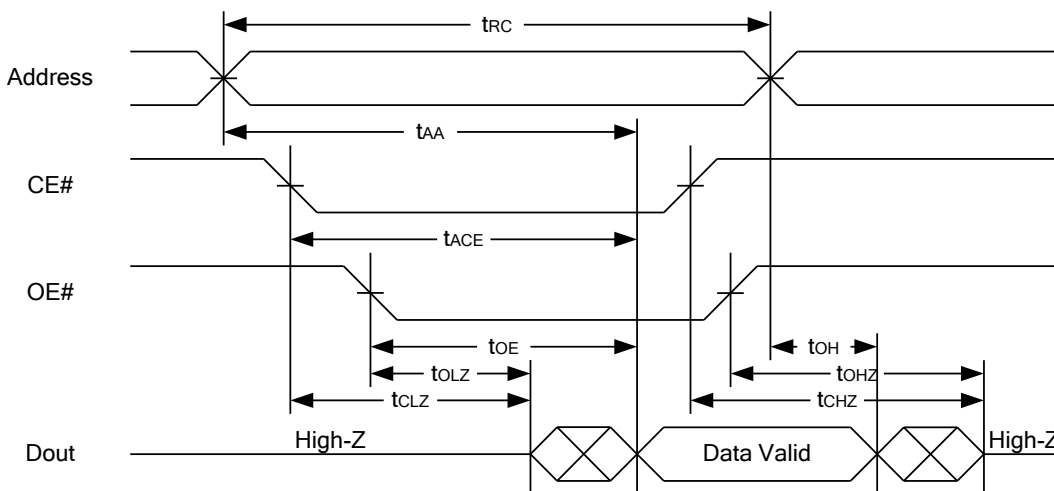 tRC
Address
tAA
CE#
tACE
OE#
tOE
tOH
tOLZ
tOHZ
tCLZ
tCHZ
High-Z
Data Valid
High-Z
Dout